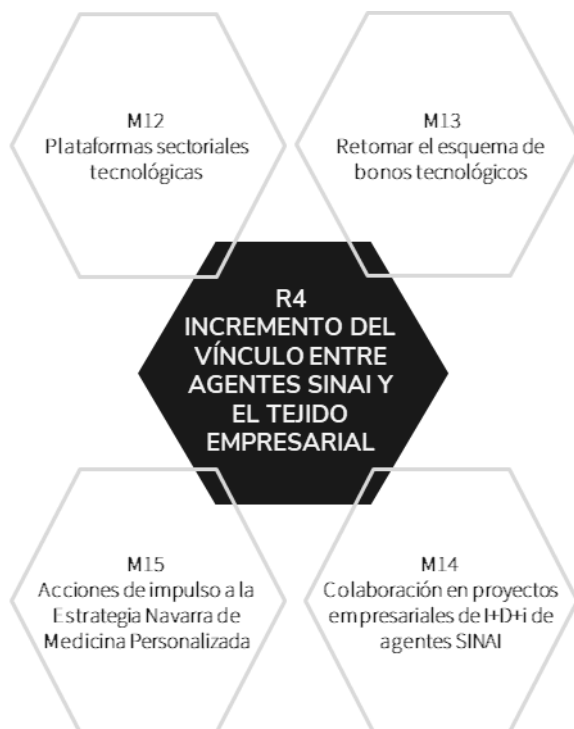 M12
Plataformas sectoriales
tecnológicas
M13
Retomar el esquema de
bonos tecnológicos
R4
INCREMENTO DEL
VÍNCULO ENTRE
AGENTES SINAI Y
EL TEJIDO
EMPRESARIAL
M15
Acciones de impulso a la
Estrategia Navarra de
Medicina Personalizada
M14
Colaboración en proyectos
empresariales de I+D+i de
agentes SINAI